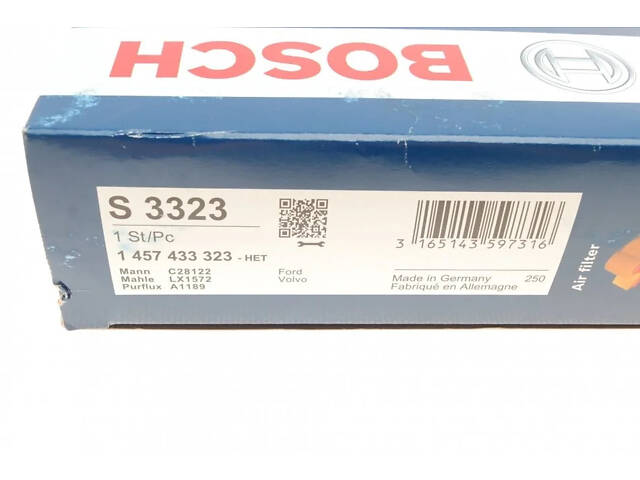 BOSCH
S 3323
1 St/Pc
1 457 433 323 - HET
Mann C28122
Mahle LX1572
Purflux A1189
Ford
Volvo
3 165143 597316
Made in Germany 250
Fabriqué en Allemagne
Air filter